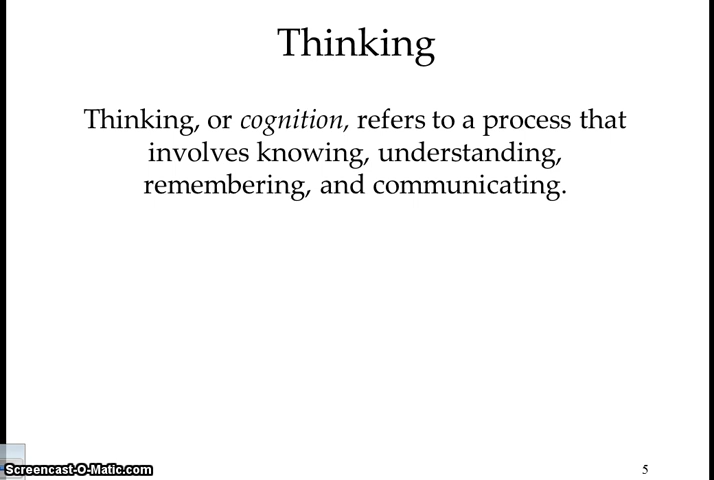 Thinking
Thinking, or cognition, refers to a process that
involves knowing, understanding,
remembering, and communicating.
Screencast-O-Matic.com
5